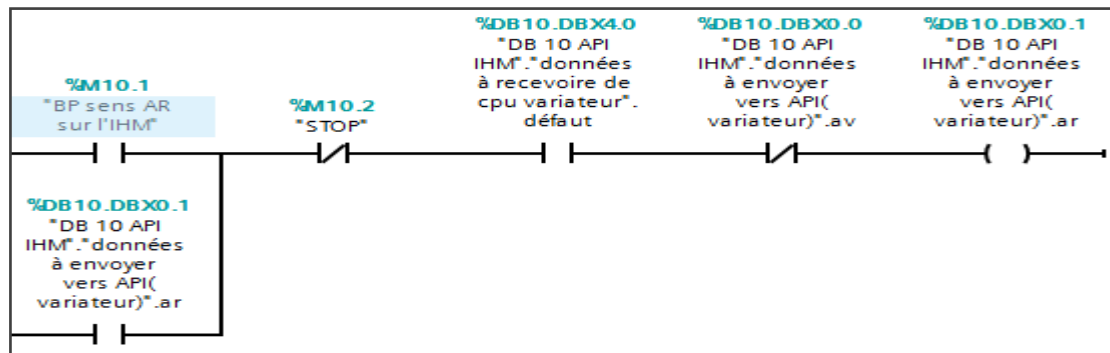 %DB10.DBX4.0
"DB 10 API
IHM"."données
à recevoire de
cpu variateur".
défaut
%DB10.DBX0.0
"DB 10 API
IHM"."données
à envoyer
vers API(
variateur)".av
%DB10.DBX0.1
"DB 10 API
IHM"."données
à envoyer
vers API(
variateur)".ar
%M10.1
"BP sens AR
sur l'IHM"
%M10.2
"STOP"
%DB10.DBX0.1
"DB 10 API
IHM"."données
à envoyer
vers API(
variateur)".ar